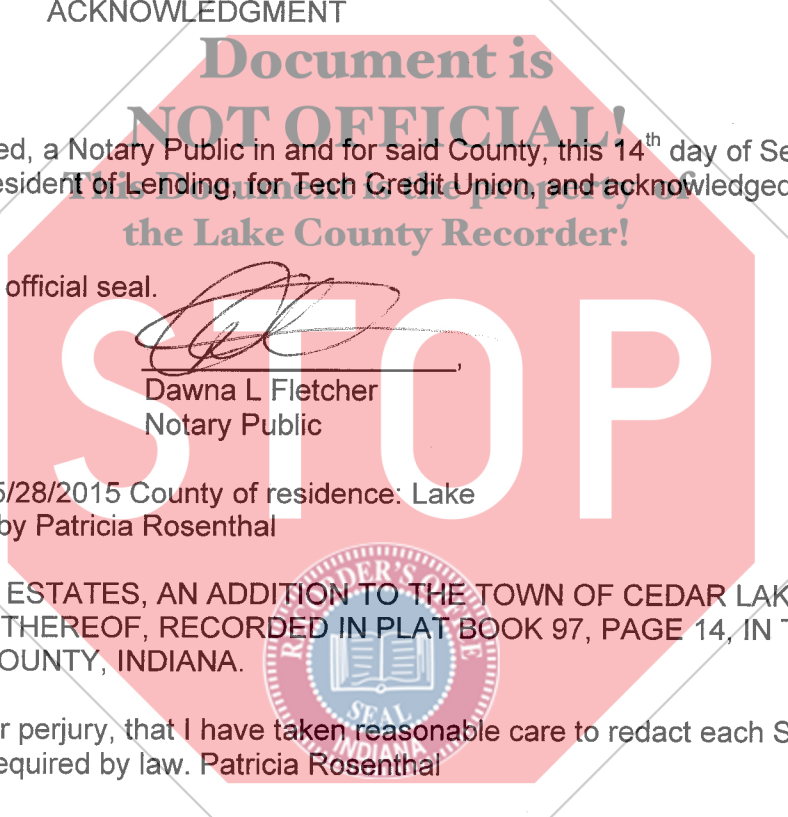 ACKNOWLEDGMENT
Document is
NOT OFFICIAL!
ed, a Notary Public in and for said County, this 14th day of Se
esident of Lending, for Tech Credit Union, and acknowledged
This Document is the property of
the Lake County Recorder!
official seal.
STOP
Dawna L Fletcher
Notary Public
5/28/2015 County of residence: Lake
by Patricia Rosenthal
ESTATES, AN ADDITION TO THE TOWN OF CEDAR LAK
THEREOF, RECORDED IN PLAT BOOK 97, PAGE 14, IN T
OUNTY, INDIANA.
RECORDER'S OFFICE
SEAL
INDIANA
r perjury, that I have taken reasonable care to redact each S
equired by law. Patricia Rosenthal